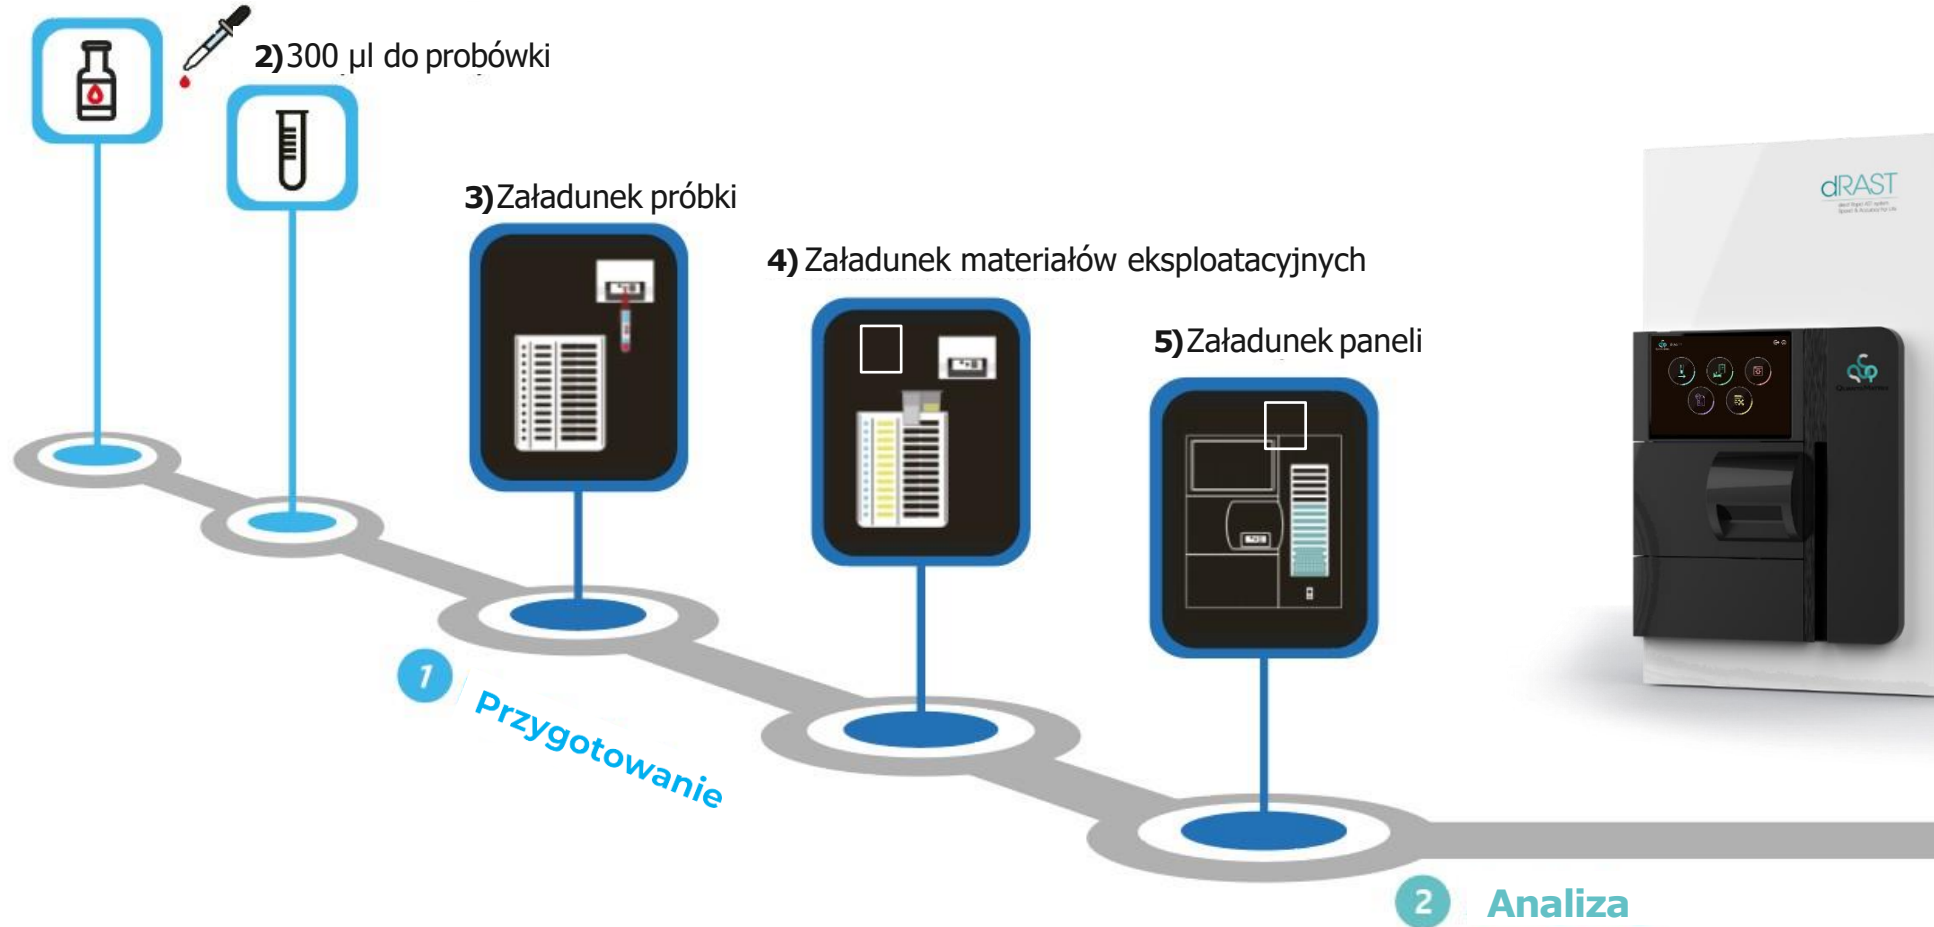 2) 300 µl do probówki
3) Załadunek próbki
4) Załadunek materiałów eksploatacyjnych
5) Załadunek paneli
dRAST
1 Przygotowanie
2 Analiza